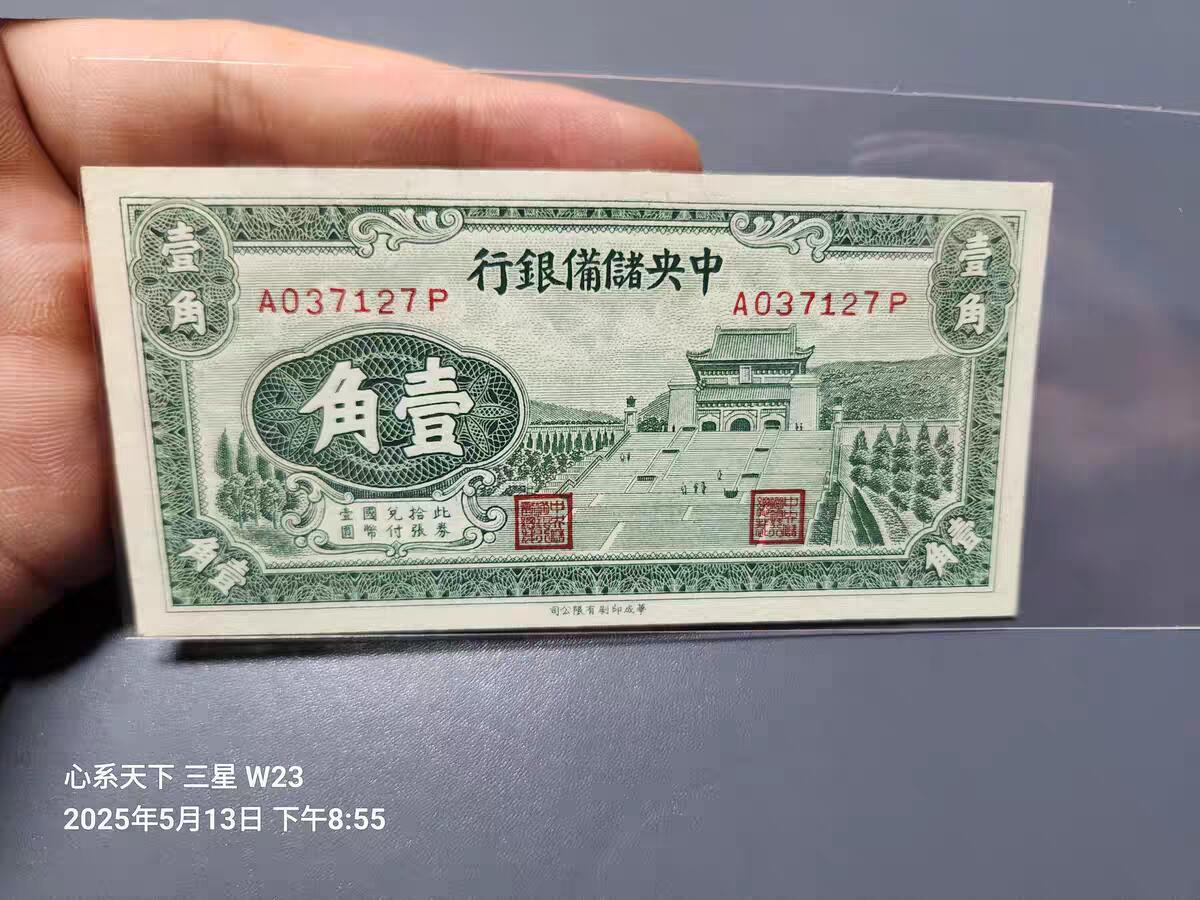 中央儲備銀行
壹角
壹角
A037127P
A037127P
壹角
此券拾張兌付國幣壹圓
壹角
壹角
華成印刷有限公司
心系天下 三星 W23
2025年5月13日 下午8:55